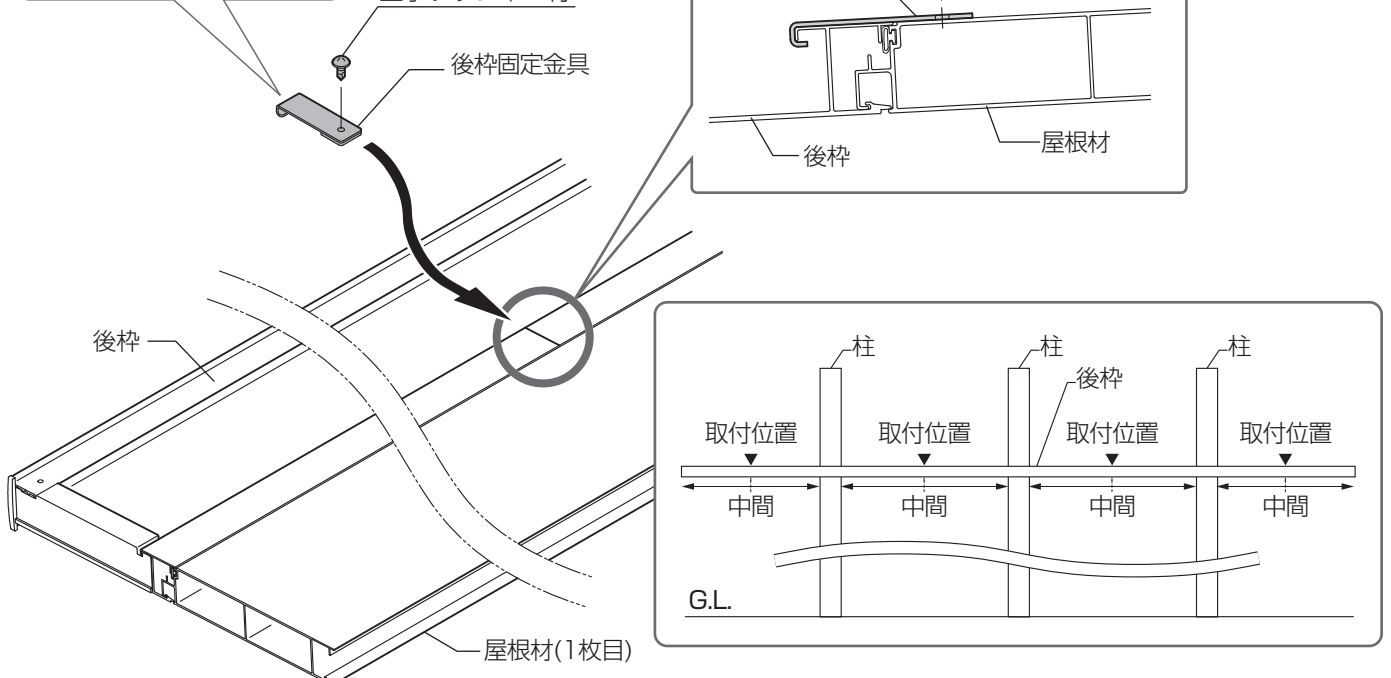 後枠固定金具
後枠
屋根材
後枠
柱 柱 柱
後枠
取付位置 取付位置 取付位置 取付位置
中間 中間 中間 中間
G.L.
屋根材(1枚目)